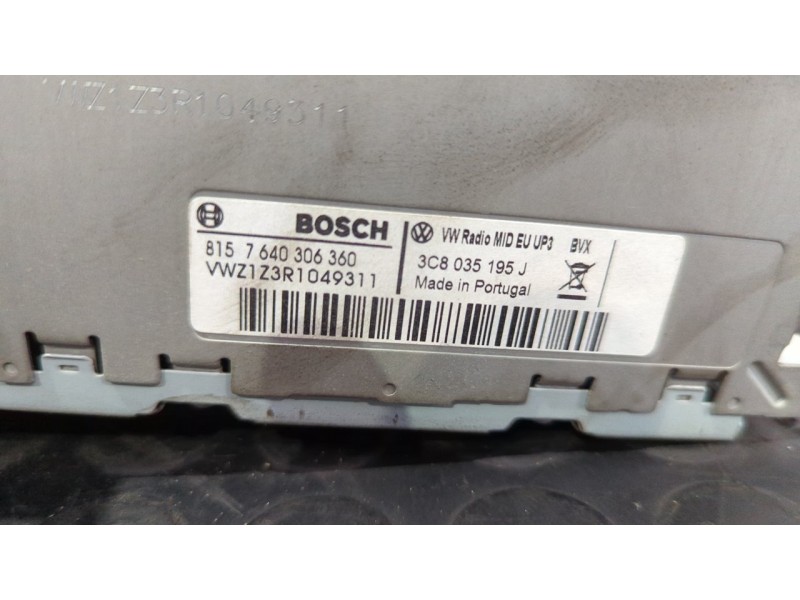 VWZ1Z3R1049311
BOSCH
815 7 640 306 360
VWZ1Z3R1049311
VW Radio MID EU UP3 BVX
3C8 035 195 J
Made in Portugal